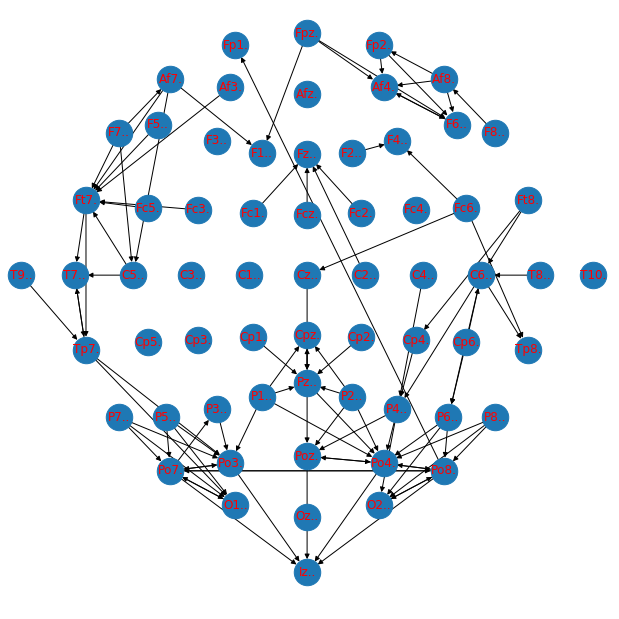 Fpz.
Fp1.
Fp2.
Af7.
Af8.
Af3.
Af4.
Afz.
F5..
F6..
F7..
F8..
F3..
F4..
F1..
Fz..
F2..
Ft7.
Ft8.
Fc5.
Fc3.
Fc1.
Fcz.
Fc2.
Fc4.
Fc6.
T9..
T7..
C5..
C3..
C1..
Cz..
C2..
C4..
C6..
T8..
T10.
Cpz.
Cp1.
Cp2.
Cp3.
Cp4.
Cp5.
Cp6.
Tp7.
Tp8.
Pz..
P1..
P2..
P3..
P4..
P7..
P5..
P6..
P8..
Poz.
Po3.
Po4.
Po7.
Po8.
O1..
O2..
Oz..
Iz..